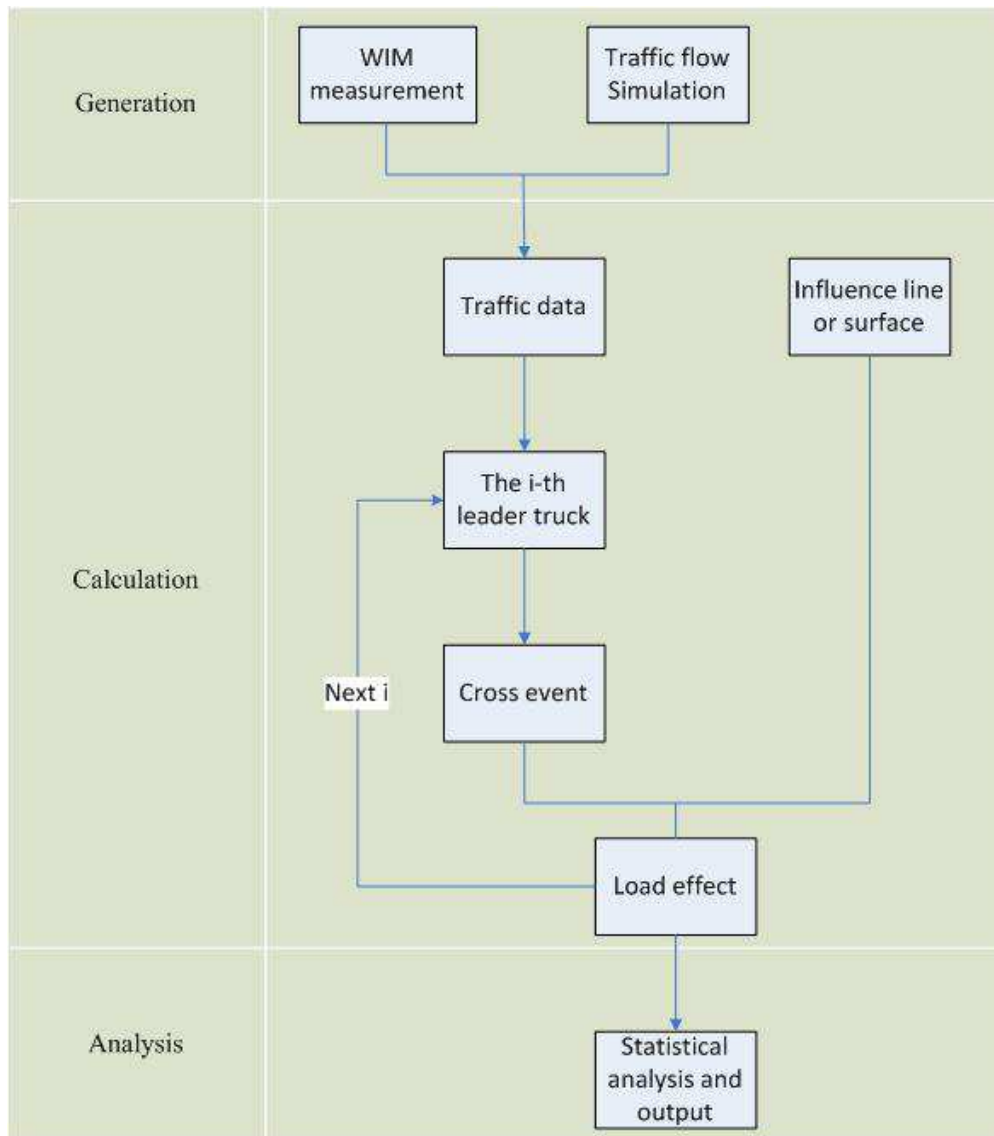 Generation
WIM
measurement
Traffic flow
Simulation
Calculation
Traffic data
Influence line
or surface
The i-th
leader truck
Next i
Cross event
Load effect
Analysis
Statistical
analysis and
output